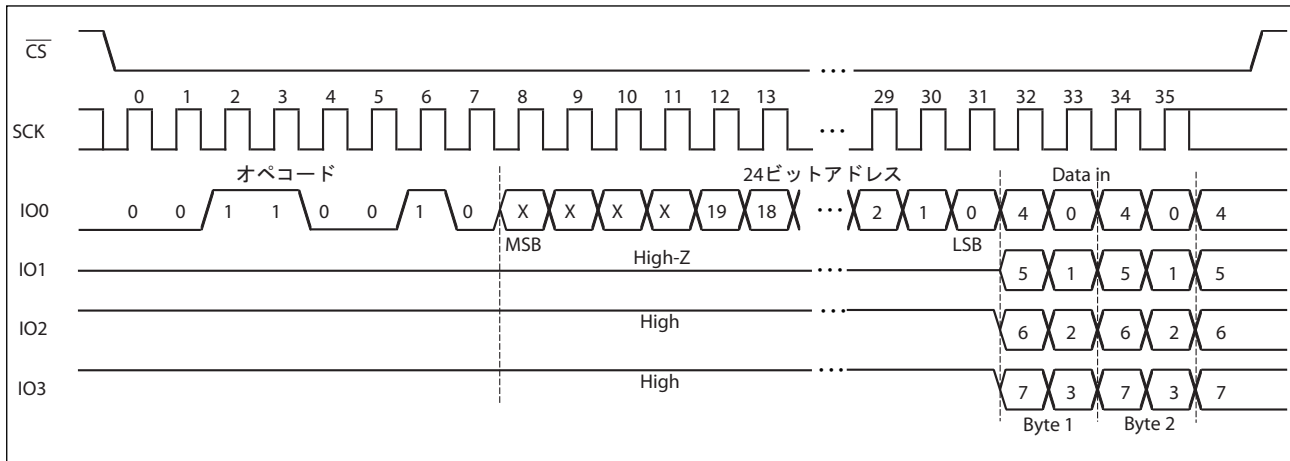 CS
0 1 2 3 4 5 6 7 8 9 10 11 12 13 ... 29 30 31 32 33 34 35
SCK
オペコード 24ビットアドレス Data in
IO0 0 0 1 1 0 0 1 0 X X X X 19 18 ... 2 1 0 4 0 4 0 4
MSB LSB
IO1 High-Z ... 5 1 5 1 5
IO2 High ... 6 2 6 2 6
IO3 High ... 7 3 7 3 7
Byte 1 Byte 2